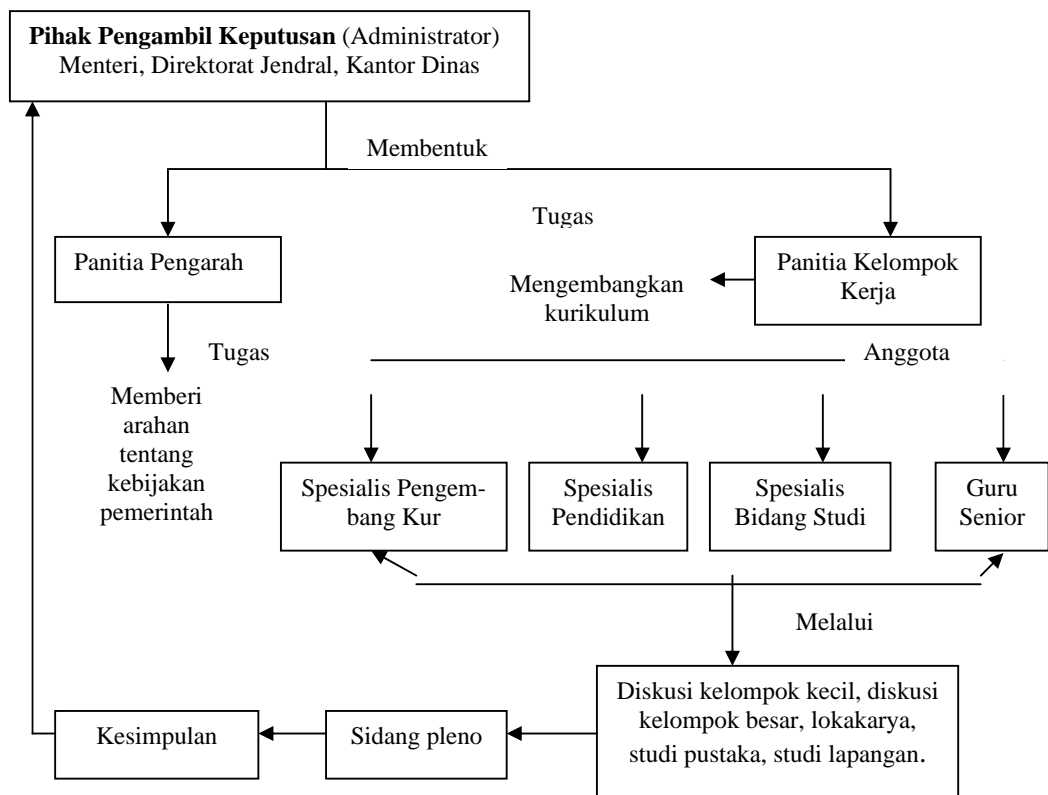 Pihak Pengambil Keputusan (Administrator)
Menteri, Direktorat Jendral, Kantor Dinas
Membentuk
Tugas
Panitia Pengarah
Mengembangkan
kurikulum
Panitia Kelompok
Kerja
Tugas
Anggota
Memberi
arahan
tentang
kebijakan
pemerintah
Spesialis Pengem-
bang Kur
Spesialis
Pendidikan
Spesialis
Bidang Studi
Guru
Senior
Melalui
Diskusi kelompok kecil, diskusi
kelompok besar, lokakarya,
studi pustaka, studi lapangan.
Sidang pleno
Kesimpulan